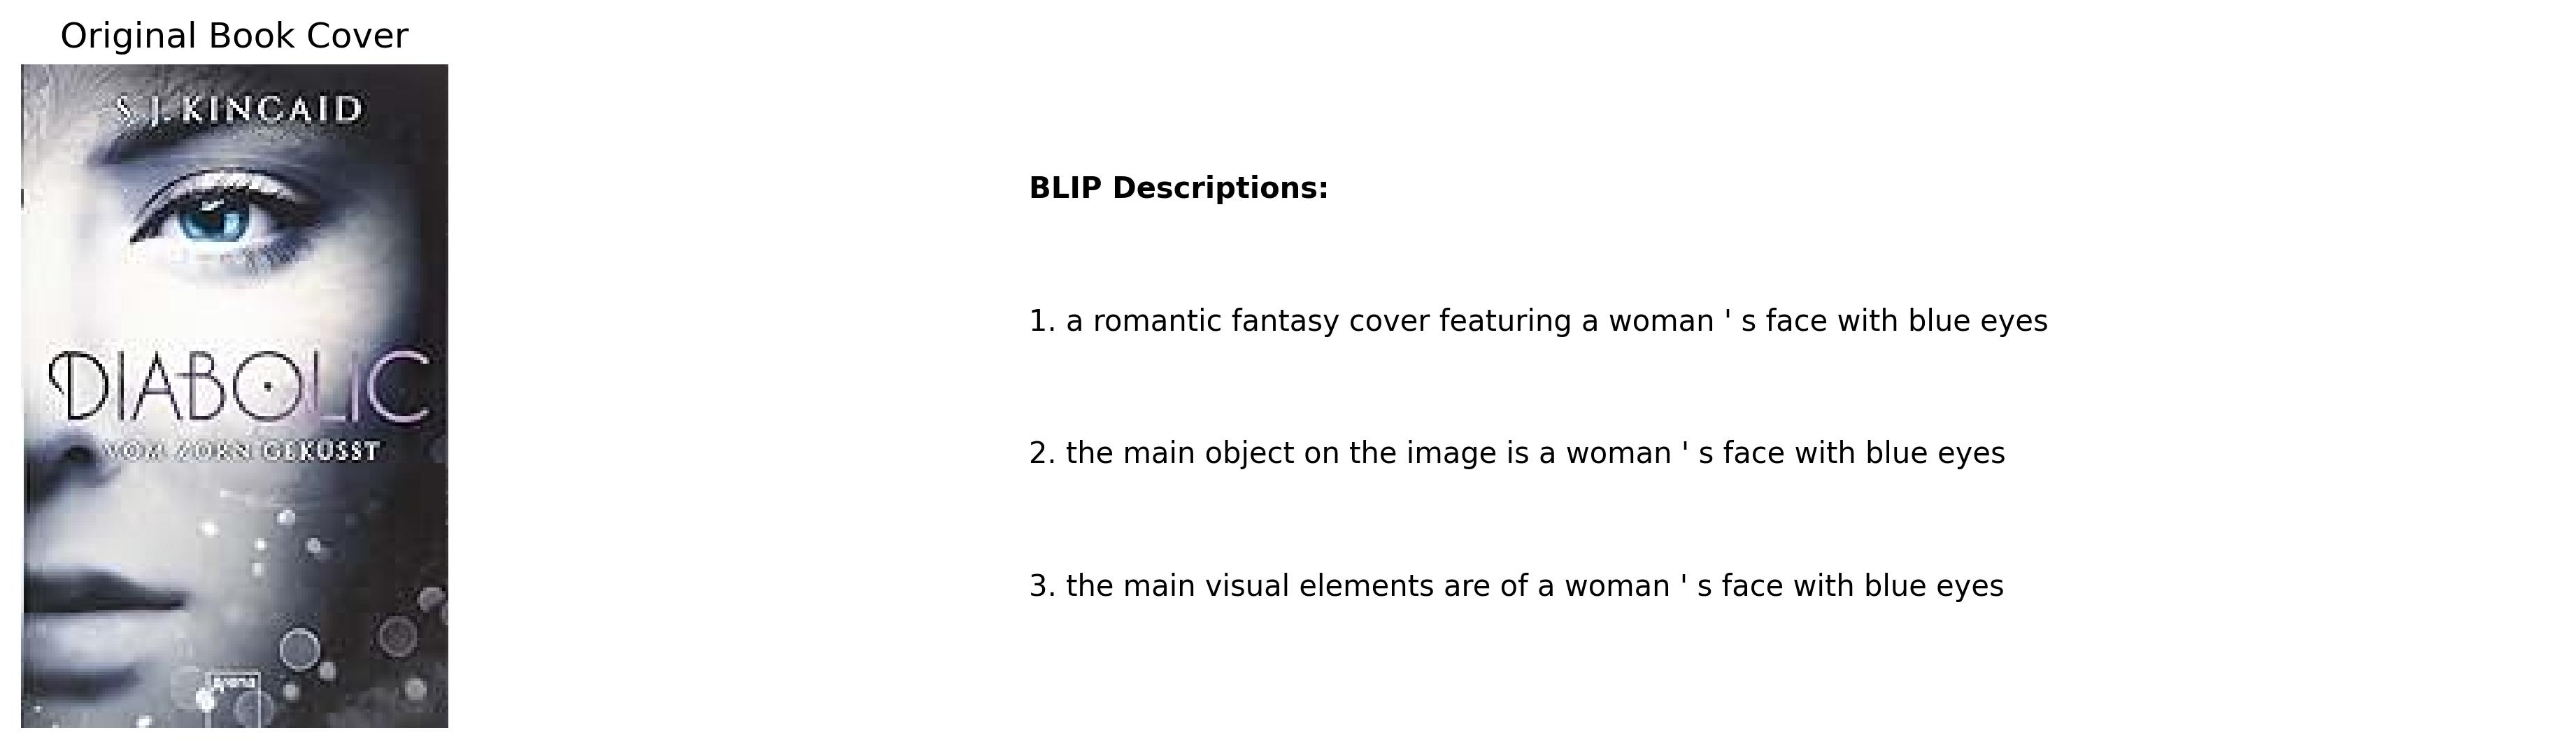 Original Book Cover
S. J. KINCAID
DIABOLIC
VOM ZORN GEKÜSST
arena
BLIP Descriptions:
1. a romantic fantasy cover featuring a woman ' s face with blue eyes
2. the main object on the image is a woman ' s face with blue eyes
3. the main visual elements are of a woman ' s face with blue eyes